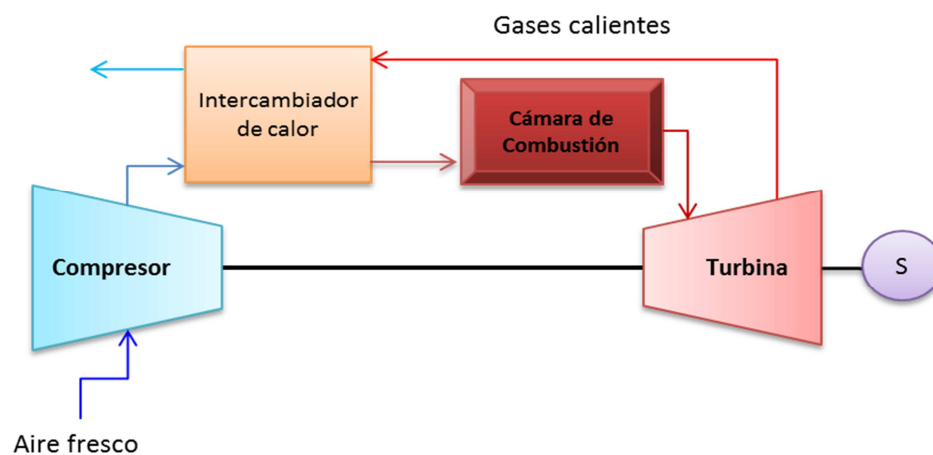 Gases calientes
Intercambiador
de calor
Cámara de
Combustión
Compresor
Turbina
S
Aire fresco